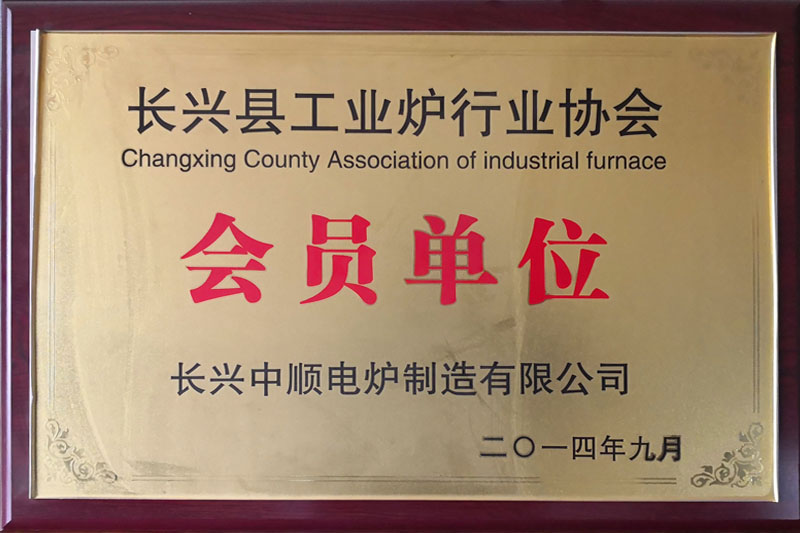 长兴县工业炉行业协会
Changxing County Association of industrial furnace
会员单位
长兴中顺电炉制造有限公司
二〇一四年九月